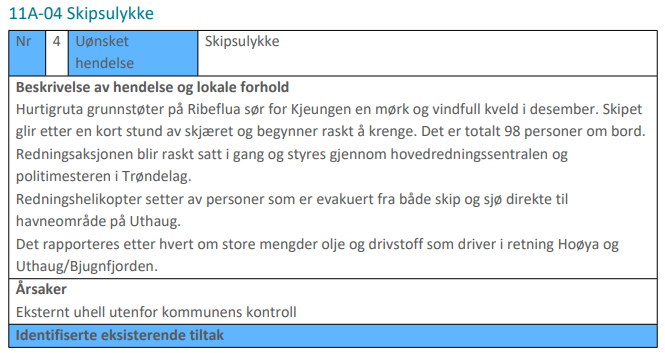 11A-04 Skipsulykke
Nr 4 Uønsket Skipsulykke
hendelse
Beskrivelse av hendelse og lokale forhold
Hurtigruta grunnstøter på Ribeflua sør for Kjeungen en mørk og vindfull kveld i desember. Skipet
glir etter en kort stund av skjæret og begynner raskt å krenge. Det er totalt 98 personer om bord.
Redningsaksjonen blir raskt satt i gang og styres gjennom hovedredningssentralen og
politimesteren i Trøndelag.
Redningshelikopter setter av personer som er evakuert fra både skip og sjø direkte til
havneområde på Uthaug.
Det rapporteres etter hvert om store mengder olje og drivstoff som driver i retning Hoøya og
Uthaug/Bjugnfjorden.
Årsaker
Eksternt uhell utenfor kommunens kontroll
Identifiserte eksisterende tiltak